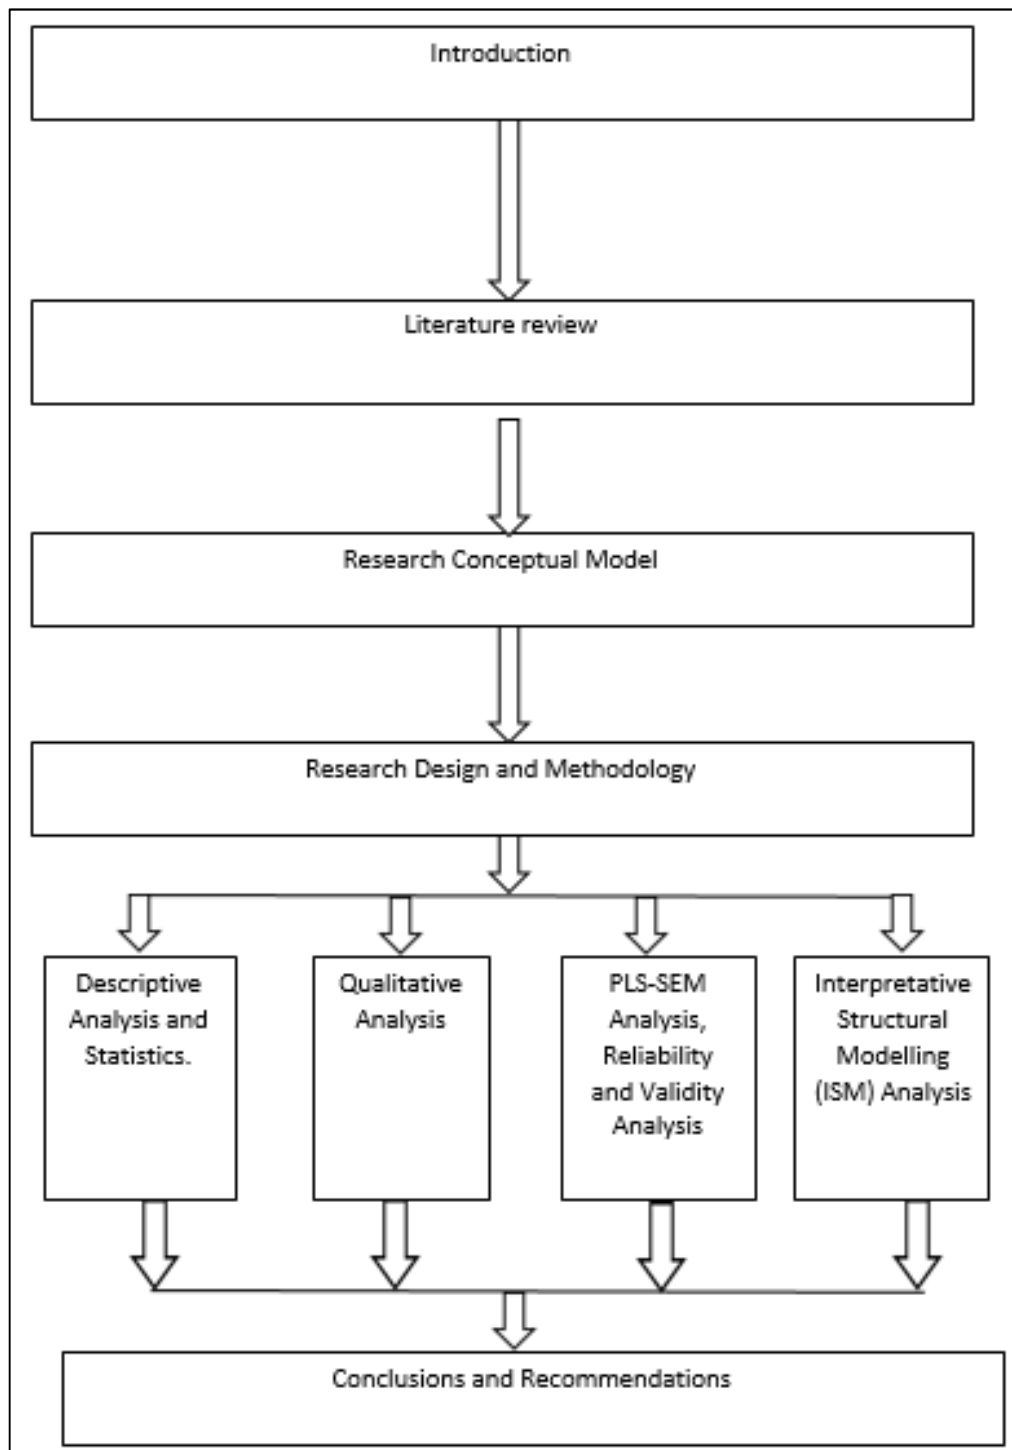 Introduction
Literature review
Research Conceptual Model
Research Design and Methodology
Descriptive
Analysis and
Statistics.
Qualitative
Analysis
PLS-SEM
Analysis,
Reliability
and Validity
Analysis
Interpretative
Structural
Modelling
(ISM) Analysis
Conclusions and Recommendations